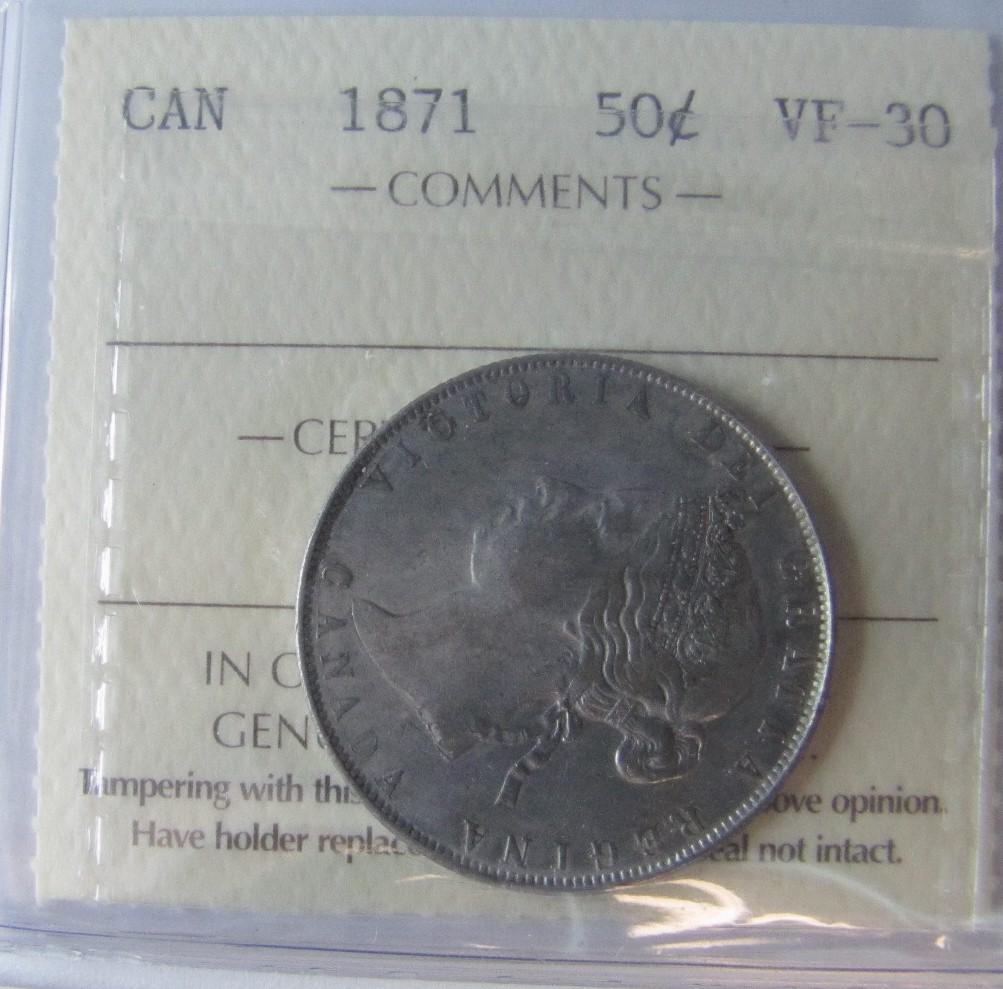 CAN 1871 50¢ VF-30
— COMMENTS —
— CER
IN
GEN
Tampering with this ove opinion.
Have holder replac eal not intact.
VICTORIA DEI GRATIA REGINA
CANADA